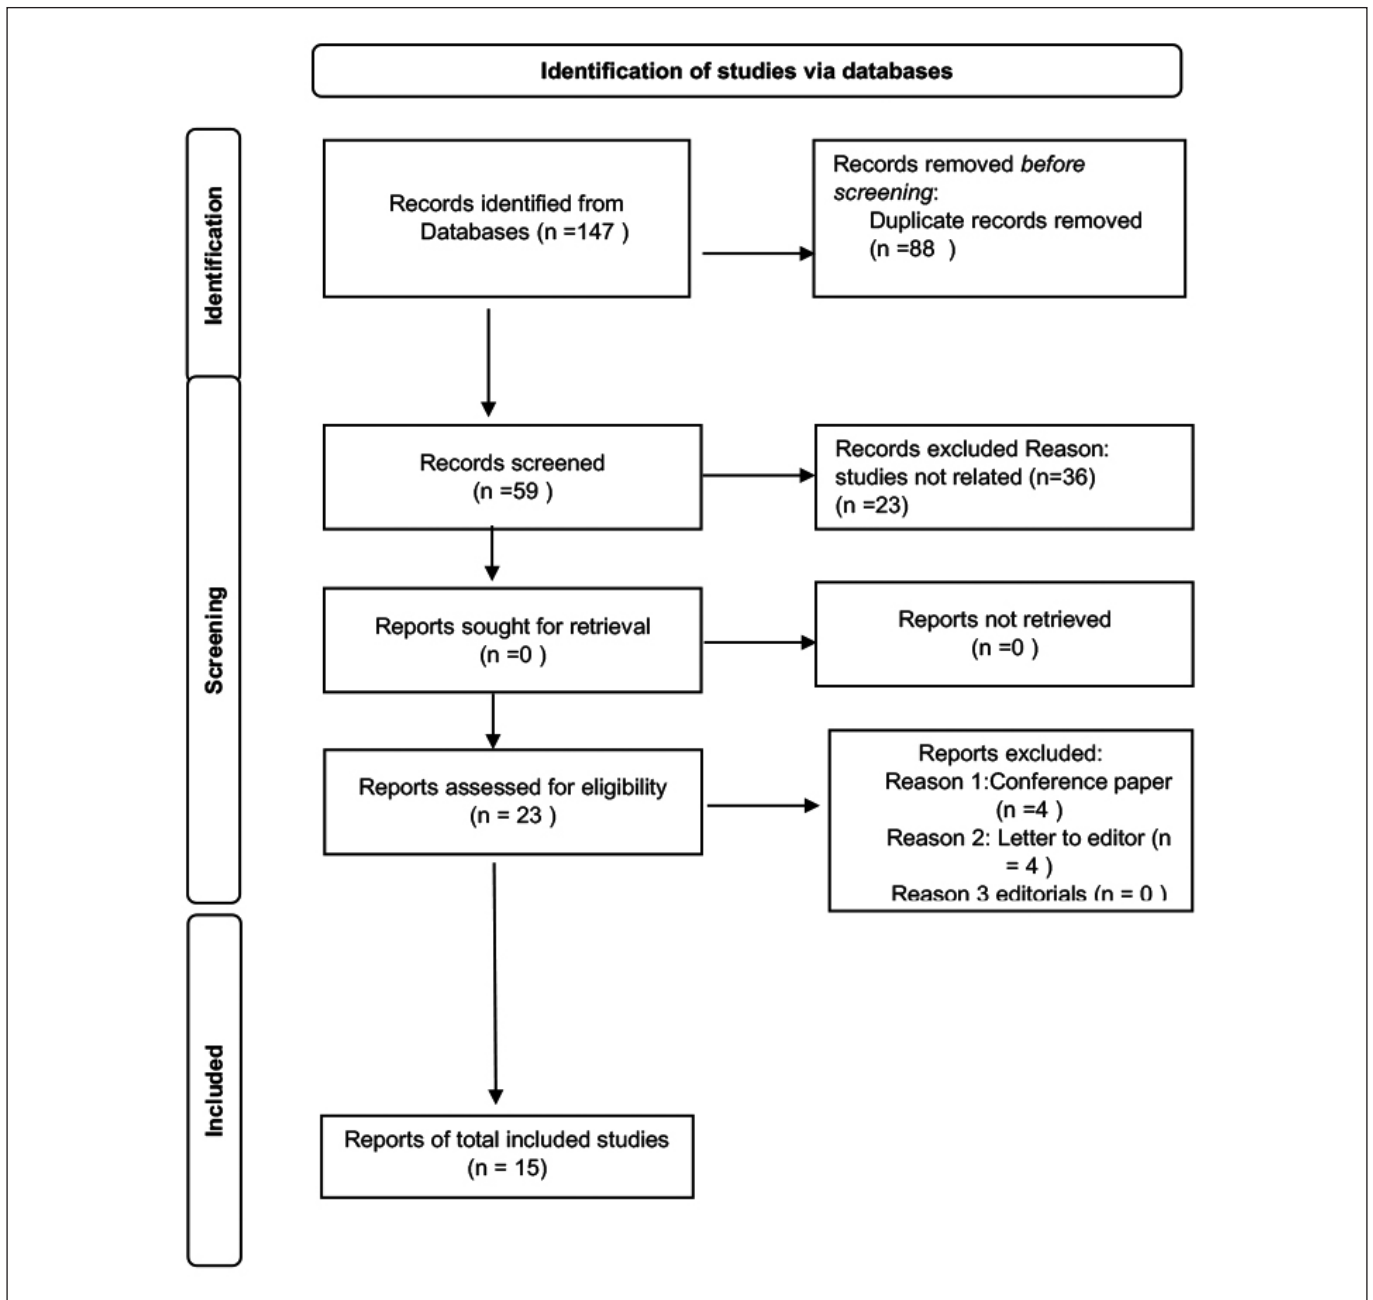 Identification of studies via databases
Identification
Records identified from
Databases (n =147 )
Records removed before
screening:
Duplicate records removed
(n =88 )
Screening
Records screened
(n =59 )
Records excluded Reason:
studies not related (n=36)
(n =23)
Reports sought for retrieval
(n =0 )
Reports not retrieved
(n =0 )
Reports assessed for eligibility
(n = 23 )
Reports excluded:
Reason 1:Conference paper
(n =4 )
Reason 2: Letter to editor (n
= 4 )
Reason 3 editorials (n = 0 )
Included
Reports of total included studies
(n = 15)